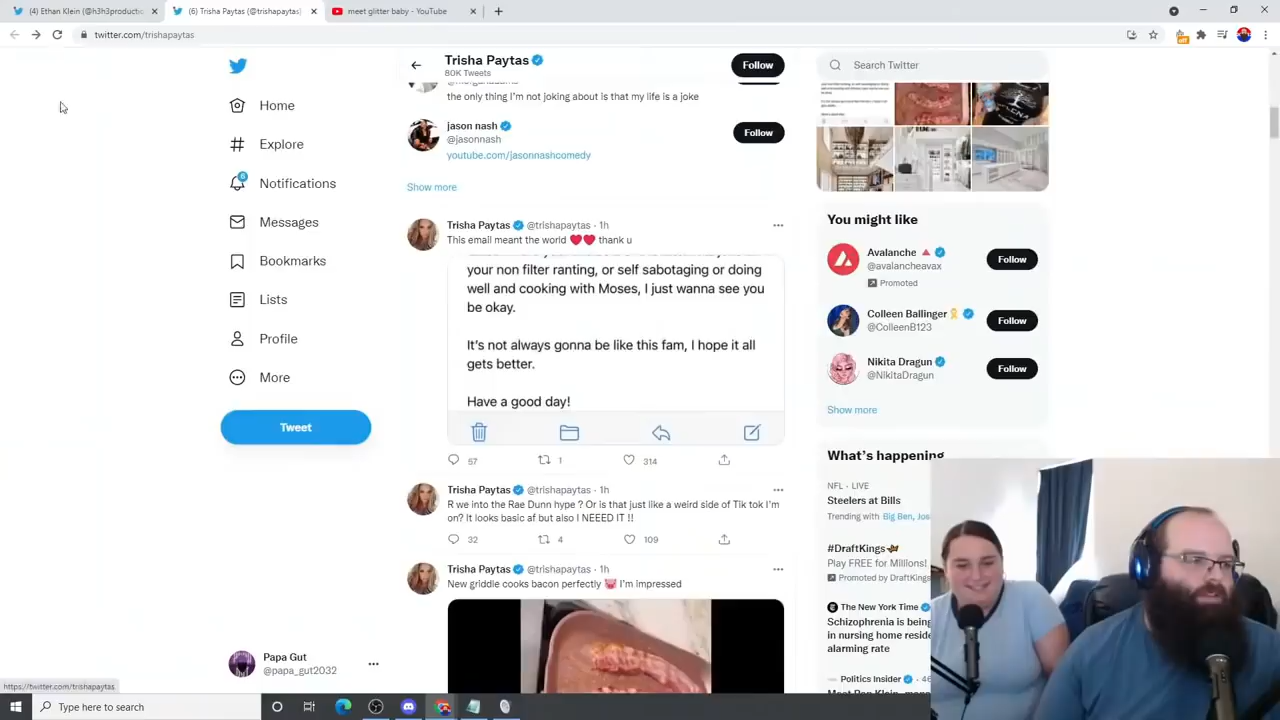 (4) Ethan Klein (@h3h3producti
(6) Trisha Paytas (@trishapaytas)
meet glitter baby - YouTube
twitter.com/trishapaytas
Home
Explore
6
Notifications
Messages
Bookmarks
Lists
Profile
More
Tweet
Papa Gut
@papa_gut2032
https://twitter.com/trishapaytas
Trisha Paytas
80K Tweets
Follow
the only thing I'm not joking about is that my life is a joke
jason nash
@jasonnash
Follow
youtube.com/jasonnashcomedy
Show more
Trisha Paytas @trishapaytas · 1h
This email meant the world ❤️❤️ thank u
your non filter ranting, or self sabotaging or doing
well and cooking with Moses, I just wanna see you
be okay.
It's not always gonna be like this fam, I hope it all
gets better.
Have a good day!
57 1 314
Trisha Paytas @trishapaytas · 1h
R we into the Rae Dunn hype ? Or is that just like a weird side of Tik tok I'm
on? It looks basic af but also I NEEED IT !!
32 4 109
Trisha Paytas @trishapaytas · 1h
New griddle cooks bacon perfectly 🐷 I'm impressed
Search Twitter
You might like
Avalanche 🔺
@avalancheavax
Promoted
Follow
Colleen Ballinger🎗️
@ColleenB123
Follow
Nikita Dragun
@NikitaDragun
Follow
Show more
What's happening
NFL · LIVE
Steelers at Bills
Trending with Big Ben, Jos
#DraftKings
Play FREE for Millions!
Promoted by DraftKings
The New York Time
Schizophrenia is being
in nursing home reside
alarming rate
Politics Insider · 46
Type here to search